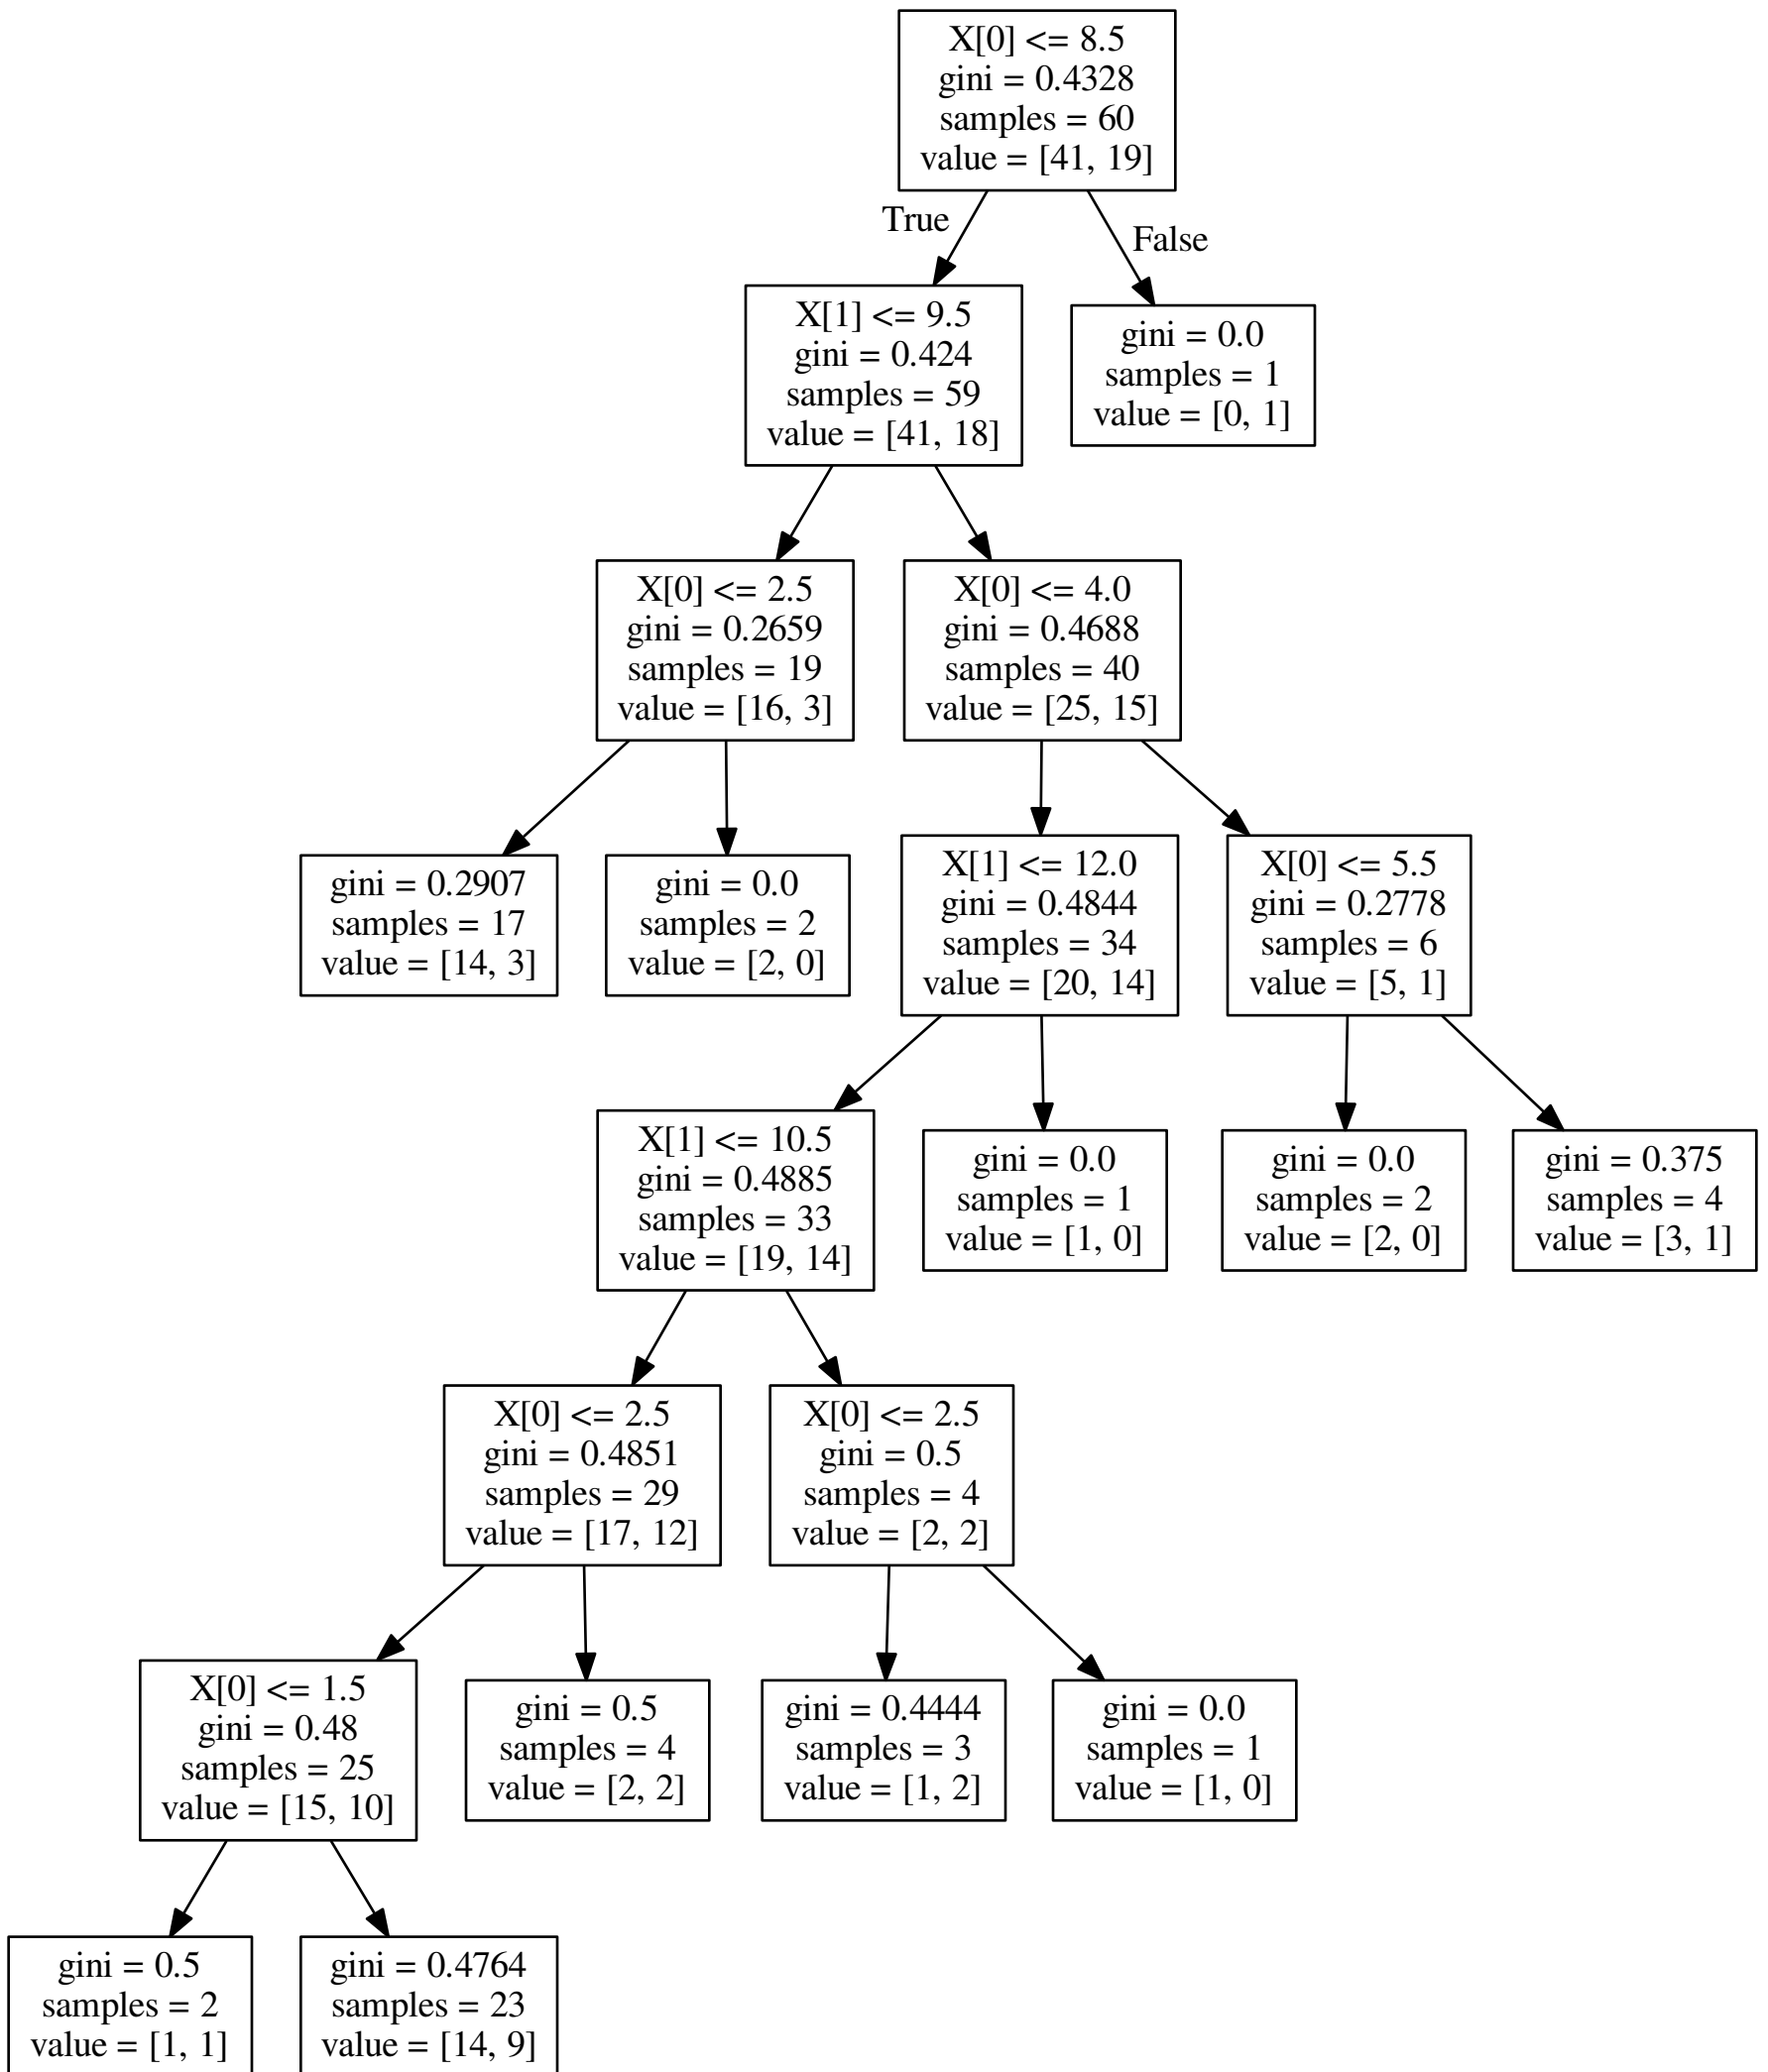 X[0] <= 8.5
gini = 0.4328
samples = 60
value = [41, 19]
True
False
X[1] <= 9.5
gini = 0.424
samples = 59
value = [41, 18]
gini = 0.0
samples = 1
value = [0, 1]
X[0] <= 2.5
gini = 0.2659
samples = 19
value = [16, 3]
X[0] <= 4.0
gini = 0.4688
samples = 40
value = [25, 15]
gini = 0.2907
samples = 17
value = [14, 3]
gini = 0.0
samples = 2
value = [2, 0]
X[1] <= 12.0
gini = 0.4844
samples = 34
value = [20, 14]
X[0] <= 5.5
gini = 0.2778
samples = 6
value = [5, 1]
X[1] <= 10.5
gini = 0.4885
samples = 33
value = [19, 14]
gini = 0.0
samples = 1
value = [1, 0]
gini = 0.0
samples = 2
value = [2, 0]
gini = 0.375
samples = 4
value = [3, 1]
X[0] <= 2.5
gini = 0.4851
samples = 29
value = [17, 12]
X[0] <= 2.5
gini = 0.5
samples = 4
value = [2, 2]
X[0] <= 1.5
gini = 0.48
samples = 25
value = [15, 10]
gini = 0.5
samples = 4
value = [2, 2]
gini = 0.4444
samples = 3
value = [1, 2]
gini = 0.0
samples = 1
value = [1, 0]
gini = 0.5
samples = 2
value = [1, 1]
gini = 0.4764
samples = 23
value = [14, 9]